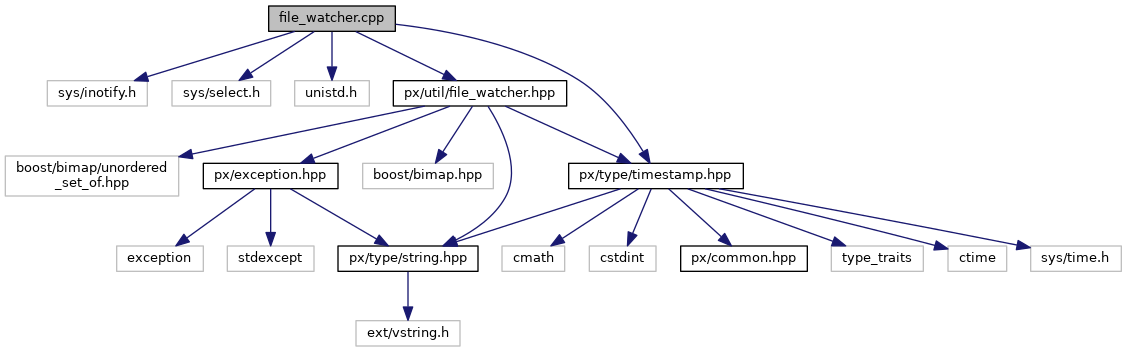 file_watcher.cpp
sys/inotify.h
sys/select.h
unistd.h
px/util/file_watcher.hpp
boost/bimap/unordered
_set_of.hpp
px/exception.hpp
boost/bimap.hpp
px/type/timestamp.hpp
exception
stdexcept
px/type/string.hpp
cmath
cstdint
px/common.hpp
type_traits
ctime
sys/time.h
ext/vstring.h